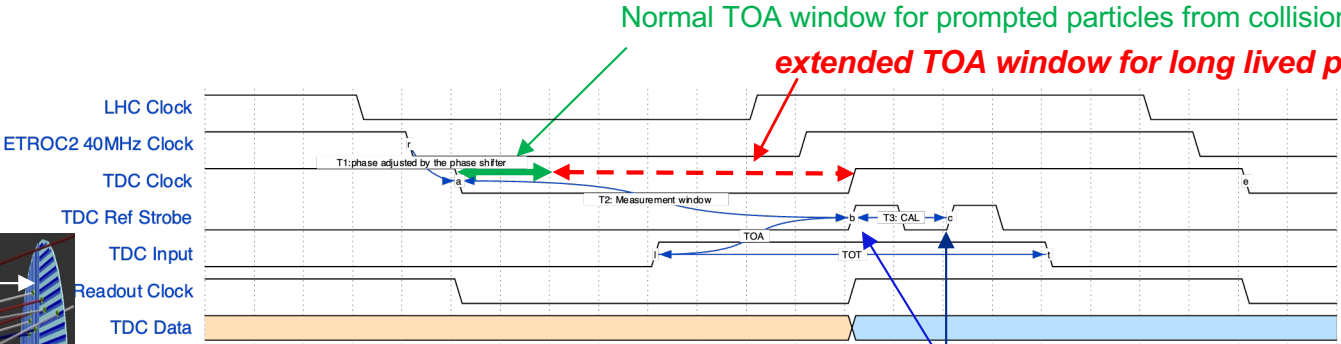 Normal TOA window for prompted particles from collision
extended TOA window for long lived p
LHC Clock
ETROC2 40MHz Clock
r
T1:phase adjusted by the phase shifter
TDC Clock
a
e
T2: Measurement window
TDC Ref Strobe
b
T3: CAL
c
TOA
TDC Input
l
TOT
t
Readout Clock
TDC Data